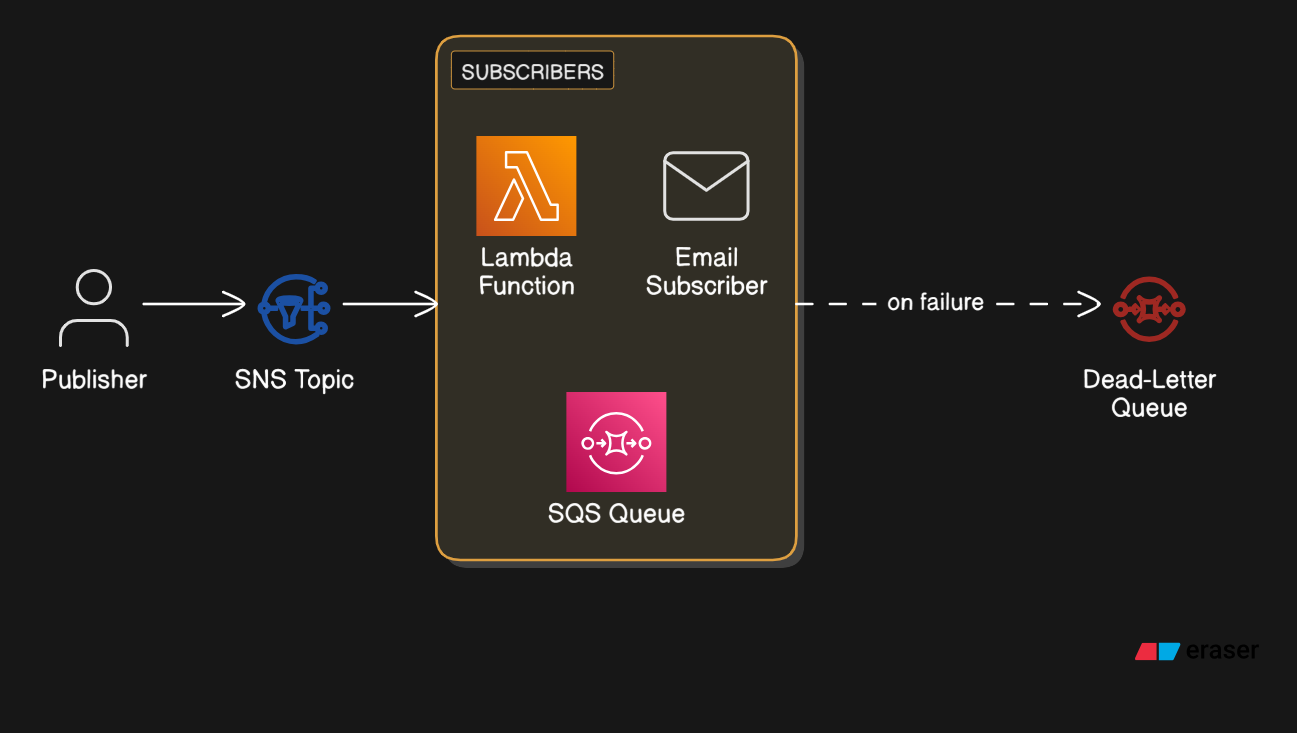 SUBSCRIBERS
Lambda
Function
Email
Subscriber
on failure
Publisher
SNS Topic
Dead-Letter
Queue
SQS Queue
eraser